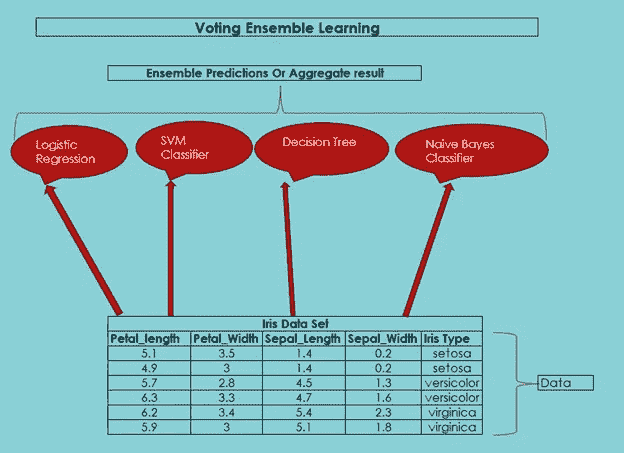 Voting Ensemble Learning
Ensemble Predictions Or Aggregate result
Logistic
Regression
SVM
Classifier
Decision Tree
Naive Bayes
Classifier
Iris Data Set
Petal_length Petal_Width Sepal_Length Sepal_Width Iris Type
5.1 3.5 1.4 0.2 setosa
4.9 3 1.4 0.2 setosa
5.7 2.8 4.5 1.3 versicolor
6.3 3.3 4.7 1.6 versicolor
6.2 3.4 5.4 2.3 virginica
5.9 3 5.1 1.8 virginica
Data